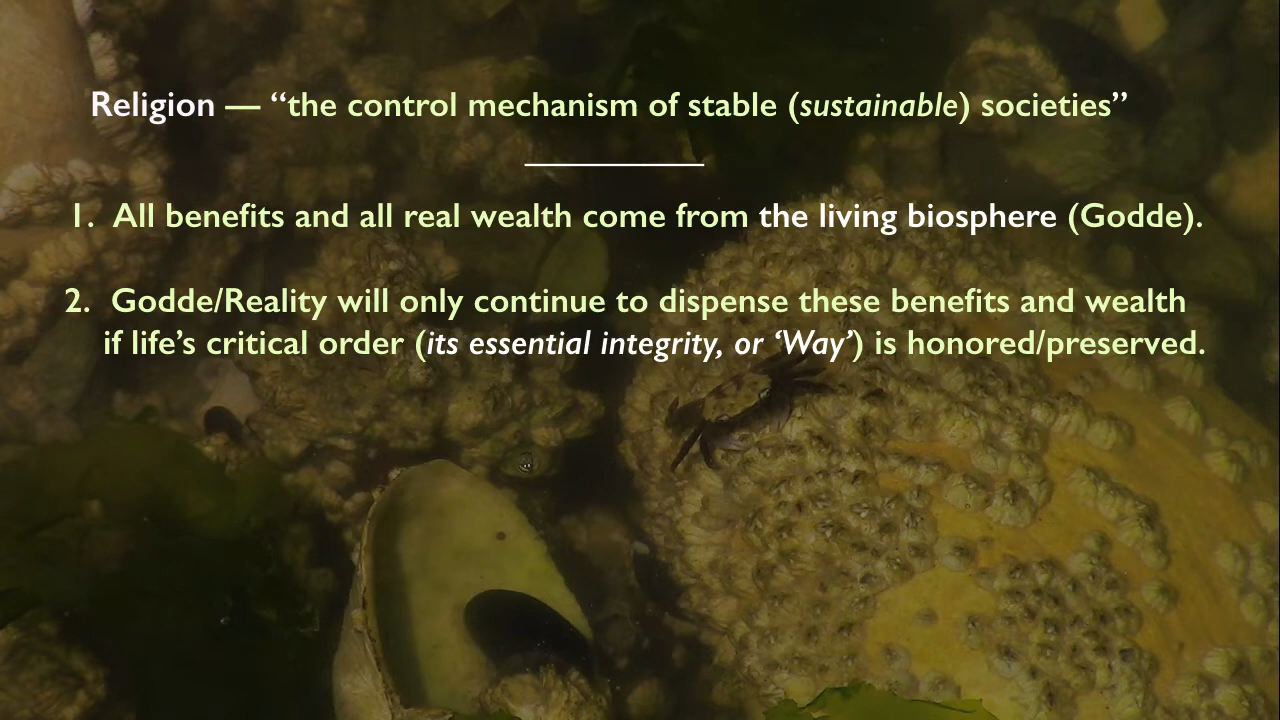 Religion — “the control mechanism of stable (sustainable) societies”
1. All benefits and all real wealth come from the living biosphere (Godde).
2. Godde/Reality will only continue to dispense these benefits and wealth
if life’s critical order (its essential integrity, or ‘Way’) is honored/preserved.